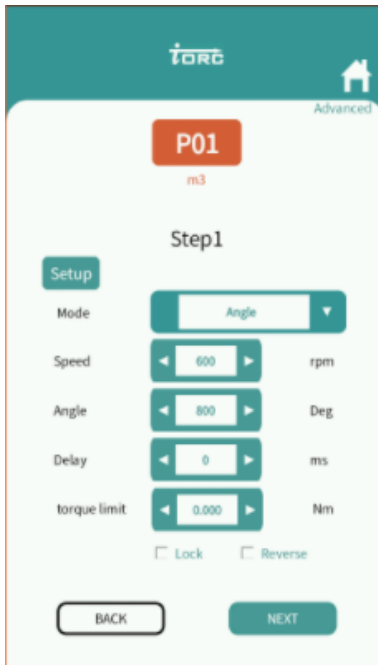 torc
Advanced
P01
m3
Step1
Setup
Mode Angle
Speed 600 rpm
Angle 800 Deg
Delay 0 ms
torque limit 0.000 Nm
Lock Reverse
BACK NEXT